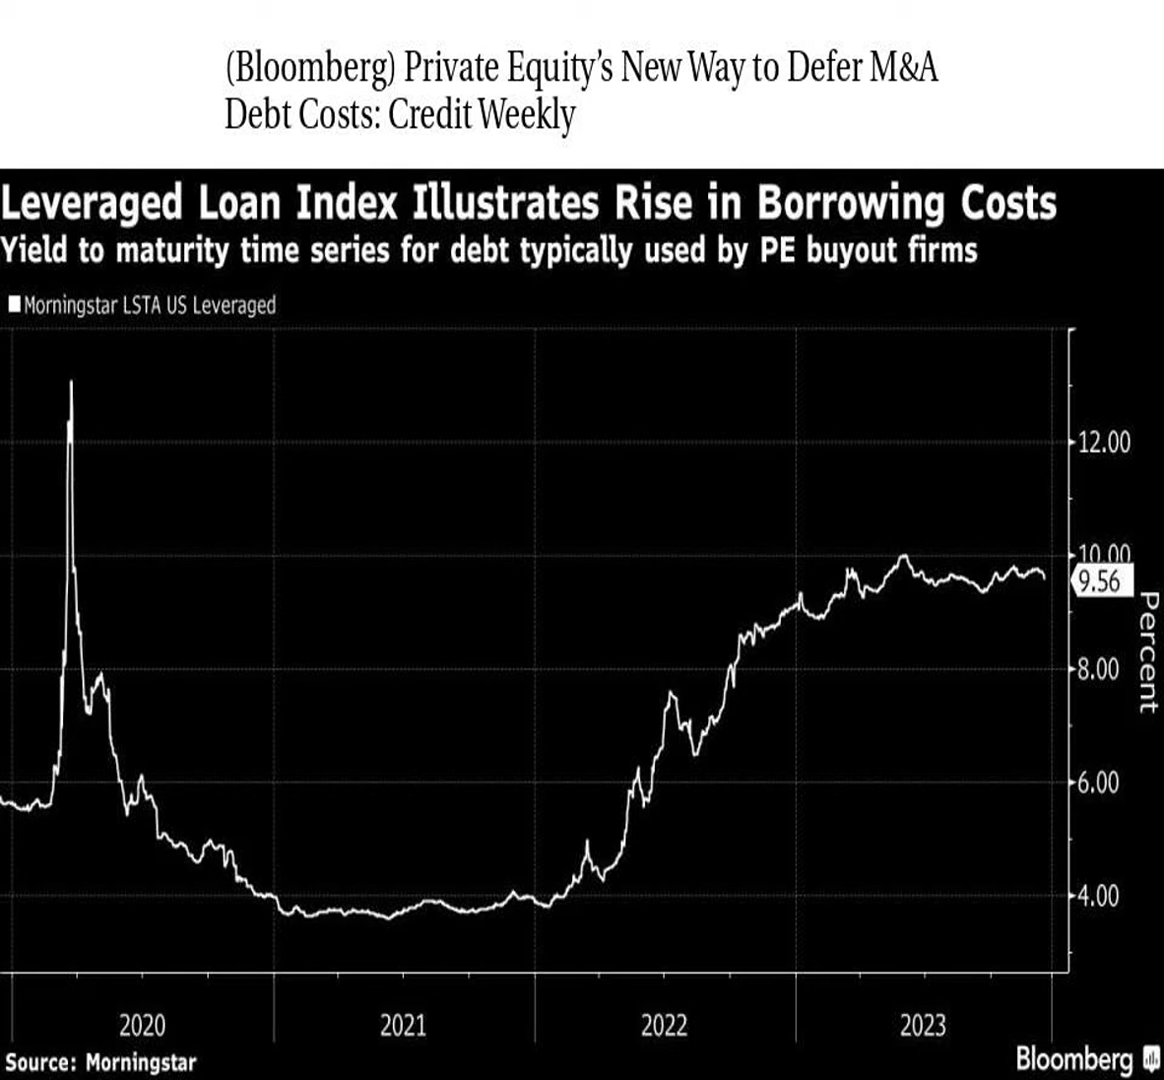 (Bloomberg) Private Equity’s New Way to Defer M&A
Debt Costs: Credit Weekly
Leveraged Loan Index Illustrates Rise in Borrowing Costs
Yield to maturity time series for debt typically used by PE buyout firms
Morningstar LSTA US Leveraged
12.00
10.00
9.56
8.00
6.00
4.00
Percent
2020
2021
2022
2023
Source: Morningstar
Bloomberg